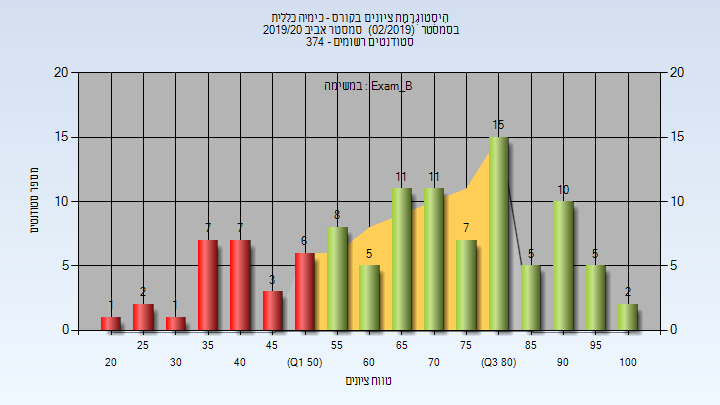 הִיסְטוֹגְרָמַת ציונים בקורס - כימיה כללית
בסמסטר (02/2019) סמסטר אביב 2019/20
סטודנטים רשומים - 374
במשימה : Exam_B
מספר סטודנטים
20 20
15 15
10 10
5 5
0 0
1 2 1 7 7 3 6 8 5 11 11 7 15 5 10 5 2
25 35 45 55 65 75 85 95
20 30 40 (Q1 50) 60 70 (Q3 80) 90 100
טווח ציונים